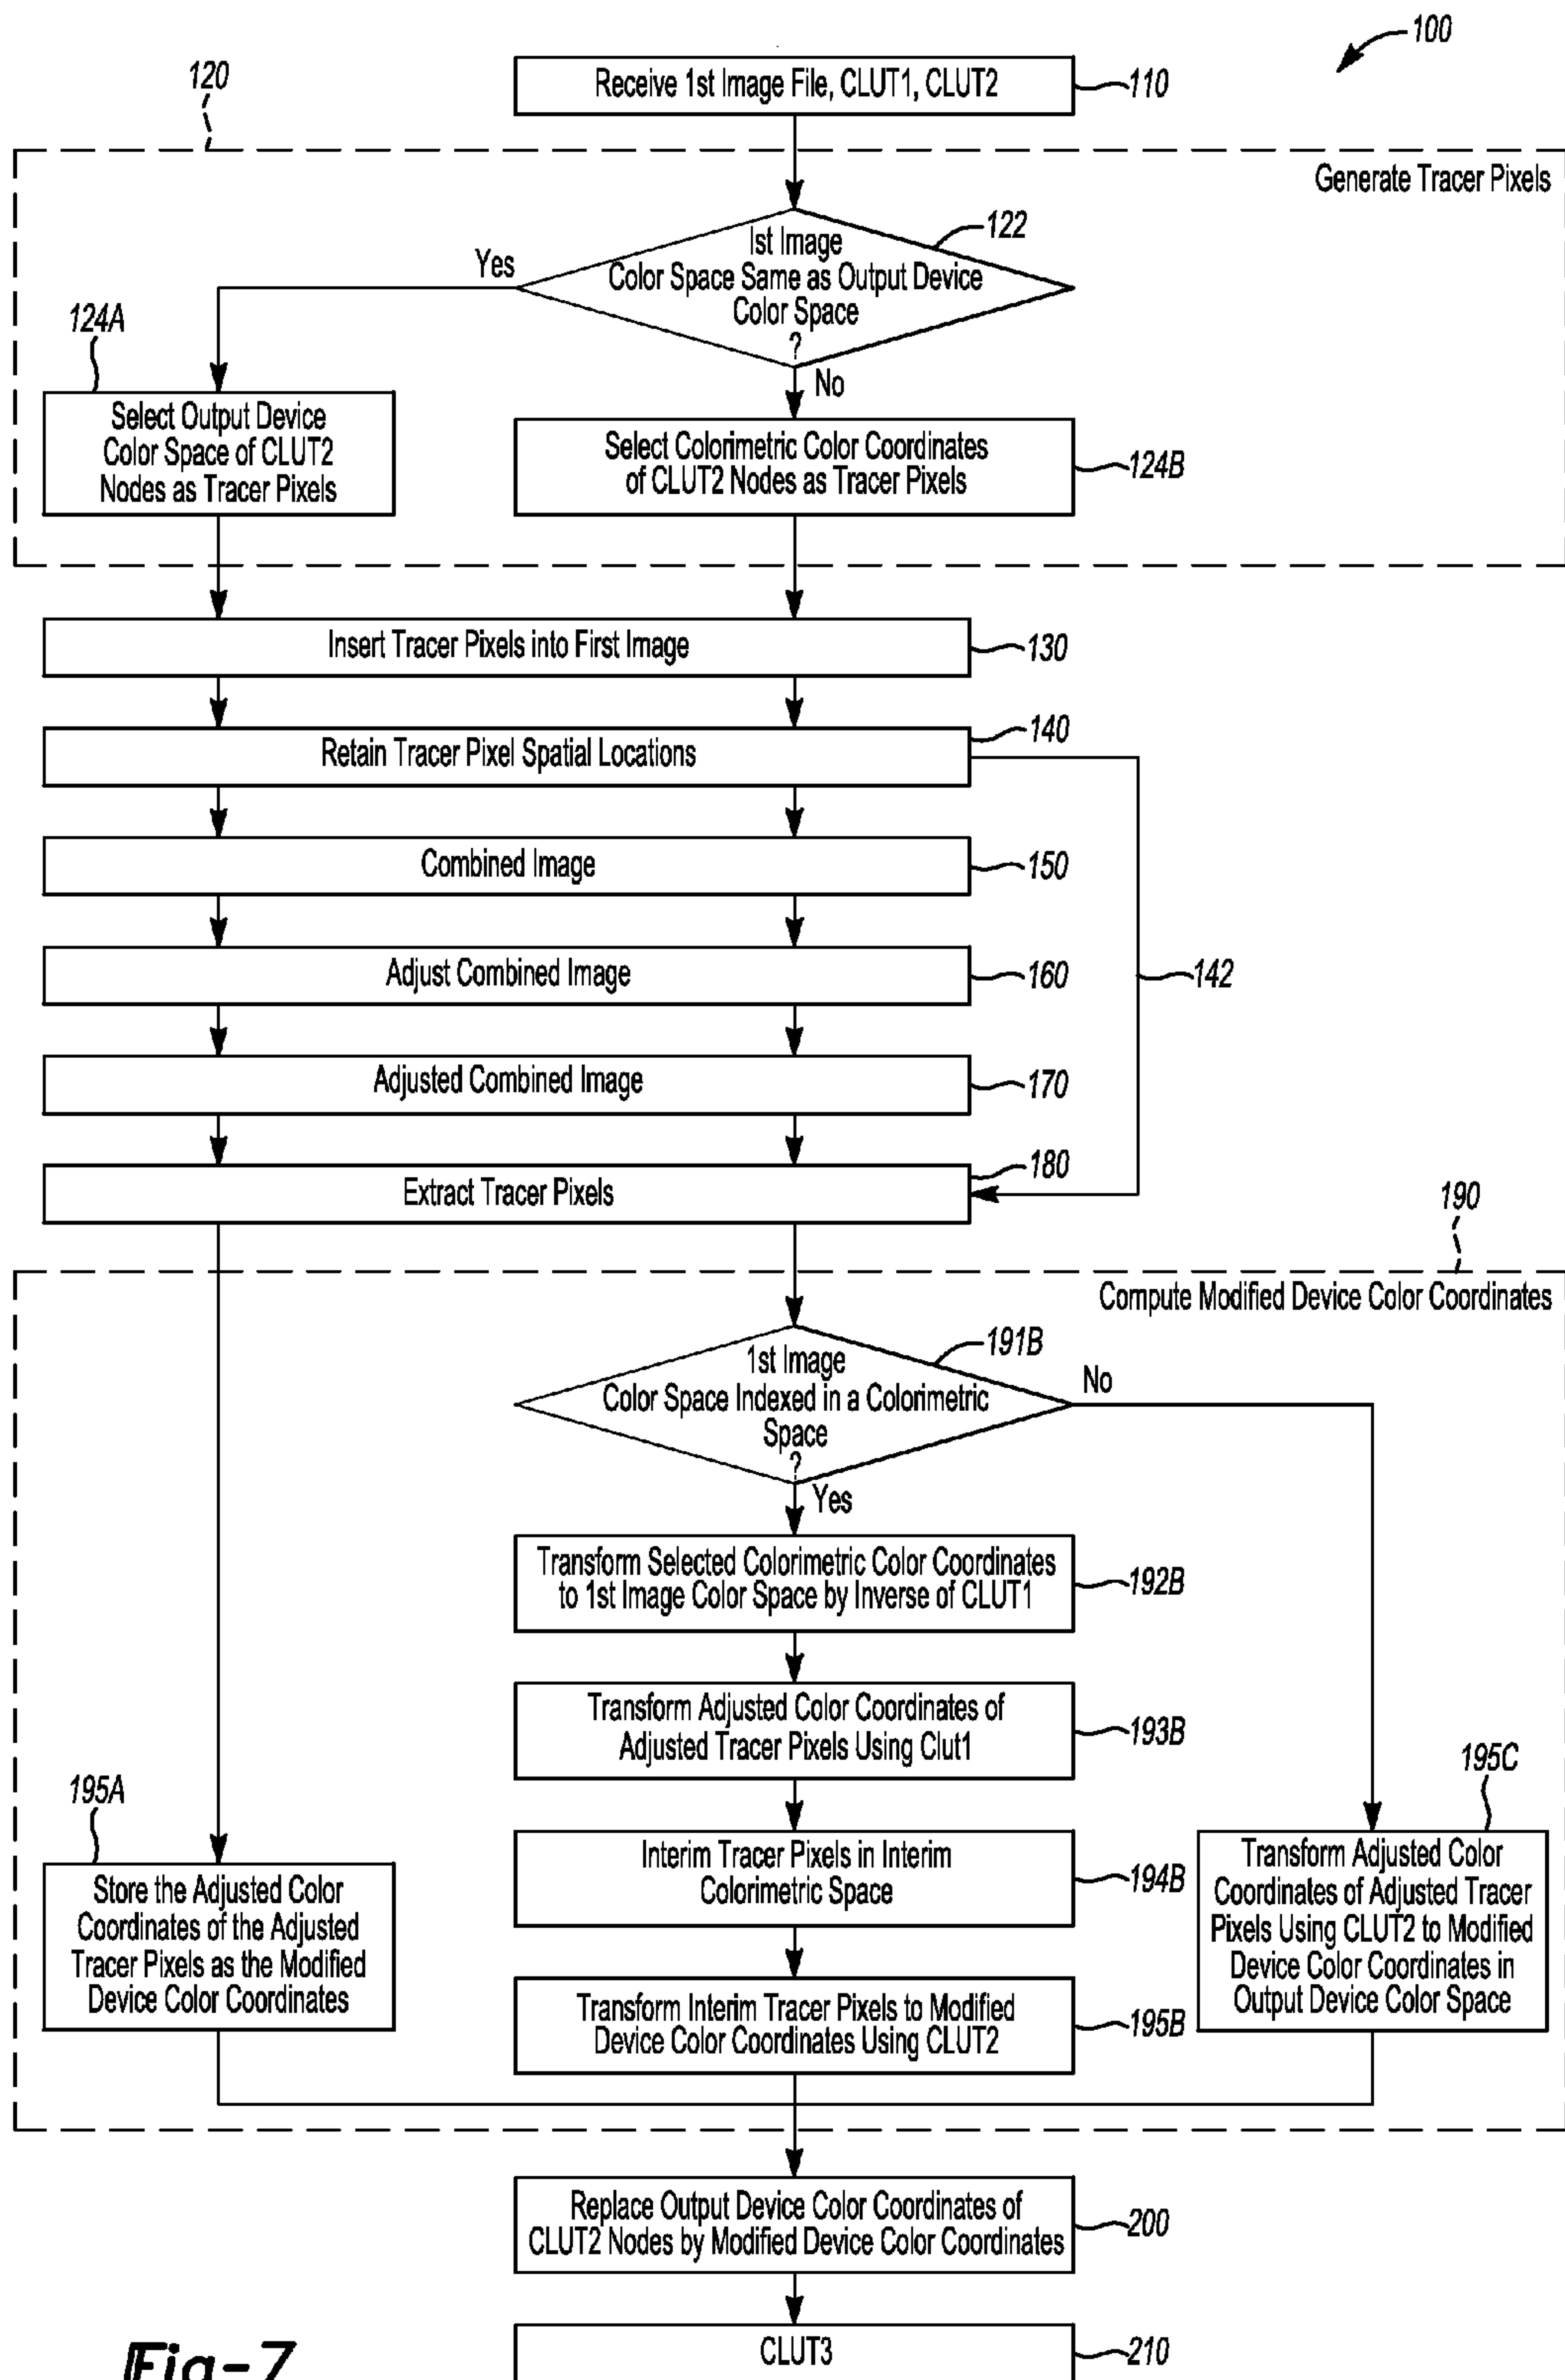 100
120
Receive 1st Image File, CLUT1, CLUT2
110
Generate Tracer Pixels
122
Ist Image
Color Space Same as Output Device
Color Space
?
Yes
No
124A
Select Output Device
Color Space of CLUT2
Nodes as Tracer Pixels
Select Colorimetric Color Coordinates
of CLUT2 Nodes as Tracer Pixels
124B
Insert Tracer Pixels into First Image
130
Retain Tracer Pixel Spatial Locations
140
Combined Image
150
Adjust Combined Image
160
142
Adjusted Combined Image
170
Extract Tracer Pixels
180
190
Compute Modified Device Color Coordinates
191B
1st Image
Color Space Indexed in a Colorimetric
Space
?
No
Yes
Transform Selected Colorimetric Color Coordinates
to 1st Image Color Space by Inverse of CLUT1
192B
Transform Adjusted Color Coordinates of
Adjusted Tracer Pixels Using Clut1
193B
195A
Store the Adjusted Color
Coordinates of the Adjusted
Tracer Pixels as the Modified
Device Color Coordinates
Interim Tracer Pixels in Interim
Colorimetric Space
194B
195C
Transform Adjusted Color
Coordinates of Adjusted Tracer
Pixels Using CLUT2 to Modified
Device Color Coordinates in
Output Device Color Space
Transform Interim Tracer Pixels to Modified
Device Color Coordinates Using CLUT2
195B
Replace Output Device Color Coordinates of
CLUT2 Nodes by Modified Device Color Coordinates
200
CLUT3
210
Fig-7